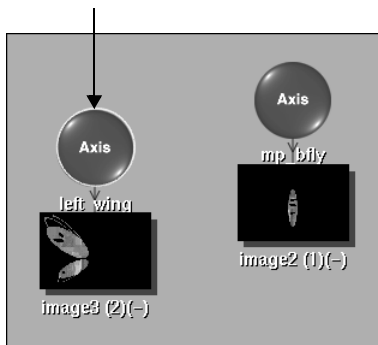 Axis
left_wing
image3 (2)(-)
Axis
mp_bfly
image2 (1)(-)